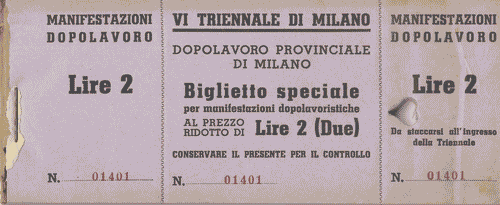 MANIFESTAZIONI
DOPOLAVORO
Lire 2
N. 01401
VI TRIENNALE DI MILANO
DOPOLAVORO PROVINCIALE
DI MILANO
Biglietto speciale
per manifestazioni dopolavoristiche
AL PREZZO
RIDOTTO DI Lire 2 (Due)
CONSERVARE IL PRESENTE PER IL CONTROLLO
N. 01401
MANIFESTAZIONI
DOPOLAVORO
Lire 2
Da staccarsi all'ingresso
della Triennale
N. 01401